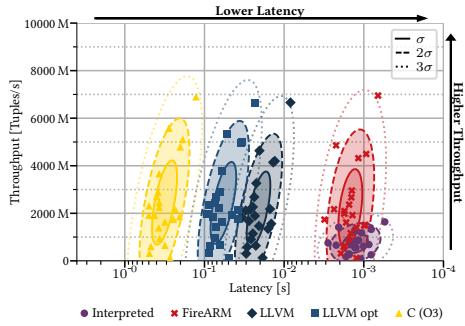 Lower Latency
10000 M
8000 M
6000 M
4000 M
2000 M
0
Throughput [Tuples/s]
σ
2σ
3σ
Higher Throughput
10⁻⁰ 10⁻¹ 10⁻² 10⁻³ 10⁻⁴
Latency [s]
Interpreted FireARM LLVM LLVM opt C (O3)